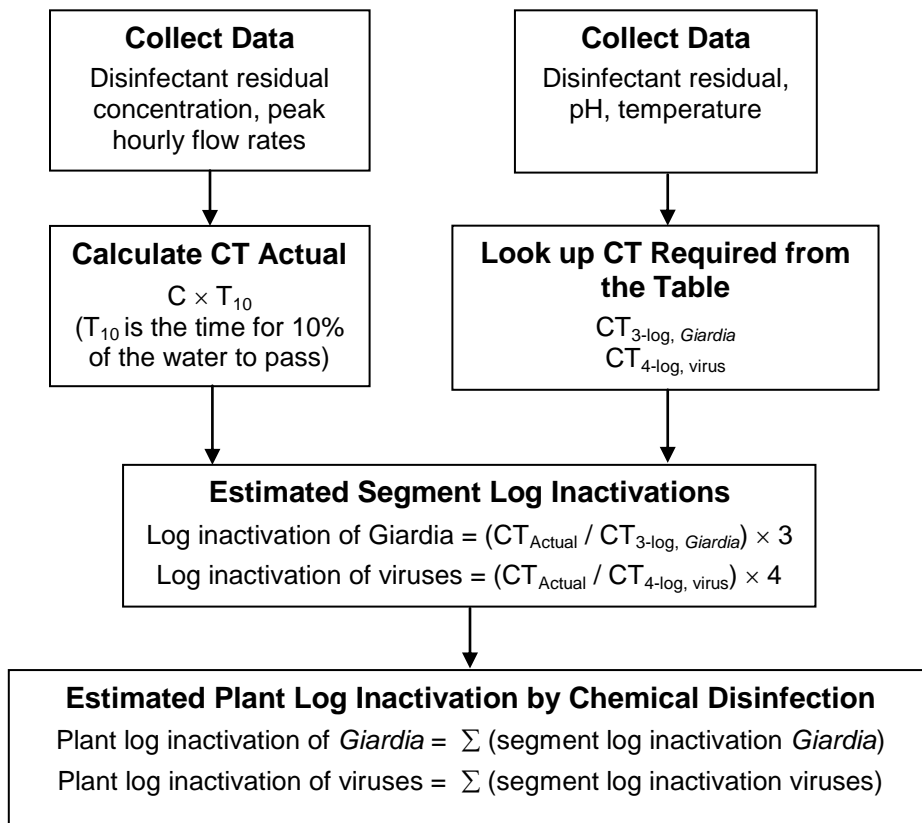 Collect Data
Disinfectant residual
concentration, peak
hourly flow rates
Collect Data
Disinfectant residual,
pH, temperature
Calculate CT Actual
C × T₁₀
(T₁₀ is the time for 10%
of the water to pass)
Look up CT Required from
the Table
CT₃₋log, Giardia
CT₄₋log, virus
Estimated Segment Log Inactivations
Log inactivation of Giardia = (CTActual / CT3-log, Giardia) × 3
Log inactivation of viruses = (CTActual / CT4-log, virus) × 4
Estimated Plant Log Inactivation by Chemical Disinfection
Plant log inactivation of Giardia = ∑ (segment log inactivation Giardia)
Plant log inactivation of viruses = ∑ (segment log inactivation viruses)